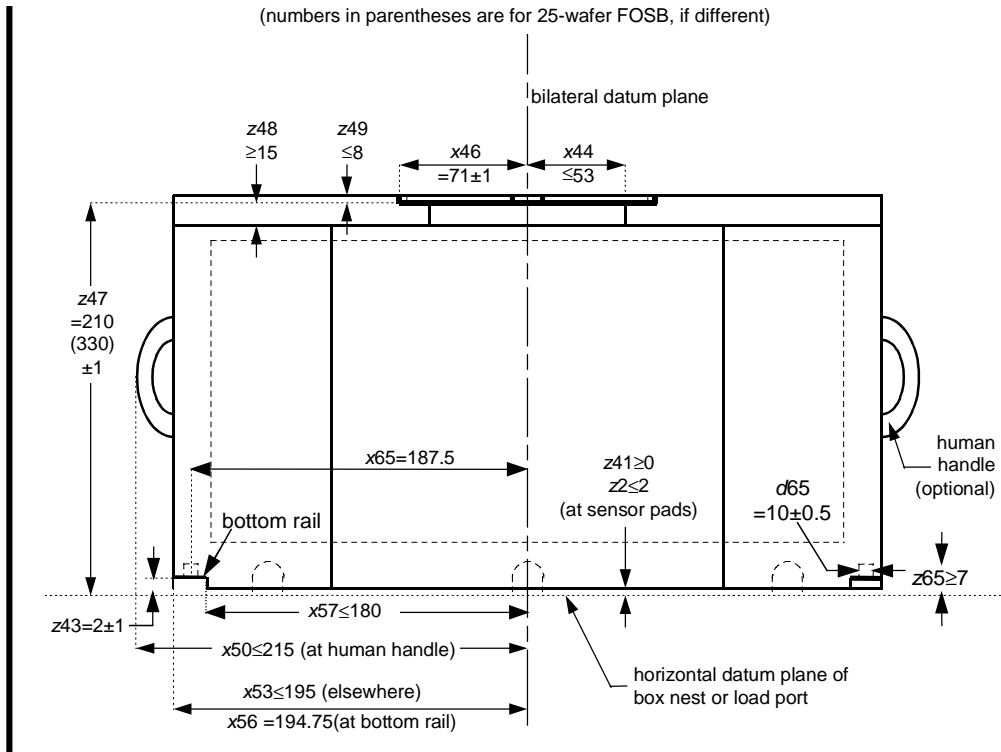 (numbers in parentheses are for 25-wafer FOSB, if different)
bilateral datum plane
z48
≥15
z49
≤8
x46
=71±1
x44
≤53
z47
=210
(330)
±1
x65=187.5
z41≥0
z2≤2
(at sensor pads)
d65
=10±0.5
human
handle
(optional)
bottom rail
z65≥7
z43=2±1
x57≤180
x50≤215 (at human handle)
horizontal datum plane of
box nest or load port
x53≤195 (elsewhere)
x56 =194.75(at bottom rail)